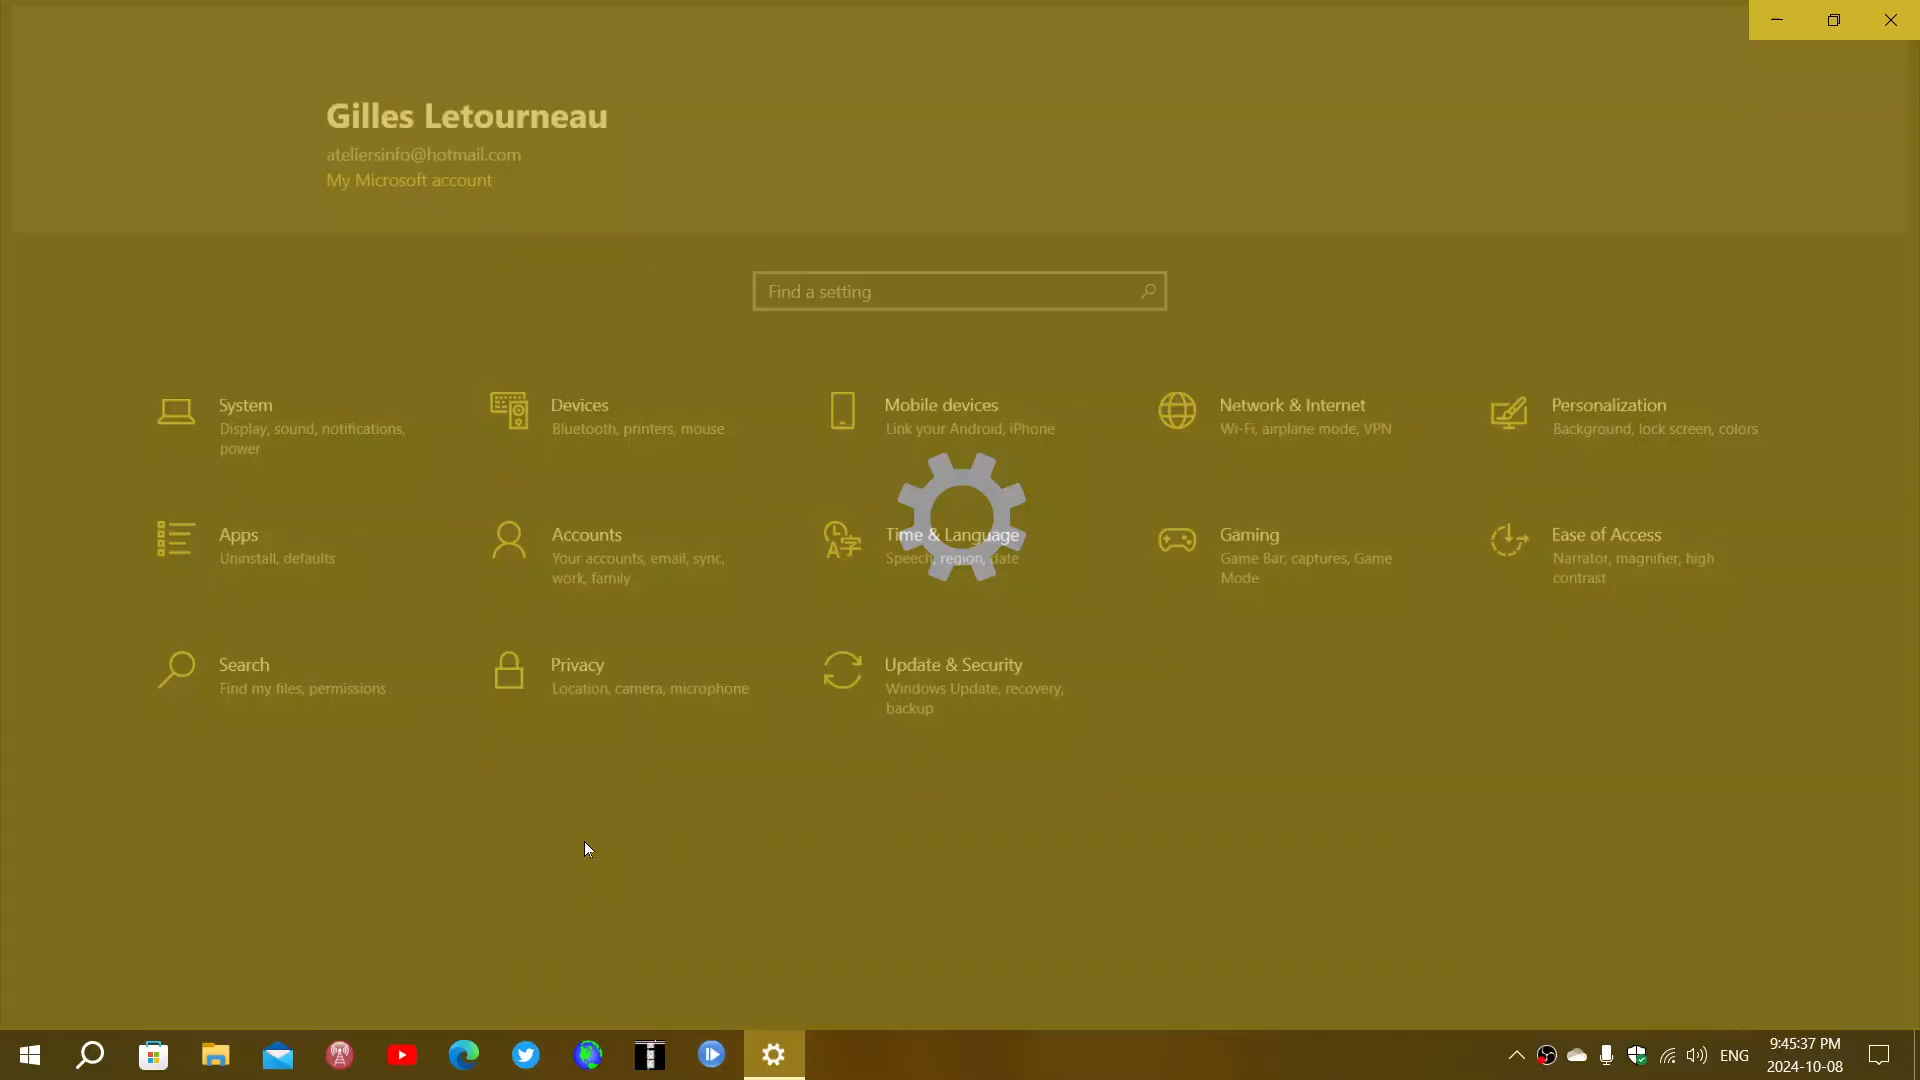 Gilles Letourneau
ateliersinfo@hotmail.com
My Microsoft account
Find a setting
System
Display, sound, notifications,
power
Devices
Bluetooth, printers, mouse
Mobile devices
Link your Android, iPhone
Network & Internet
Wi-Fi, airplane mode, VPN
Personalization
Background, lock screen, colors
Apps
Uninstall, defaults
Accounts
Your accounts, email, sync,
work, family
Time & Language
Speech, region, date
Gaming
Game Bar, captures, Game
Mode
Ease of Access
Narrator, magnifier, high
contrast
Search
Find my files, permissions
Privacy
Location, camera, microphone
Update & Security
Windows Update, recovery,
backup
ENG
9:45:37 PM
2024-10-08